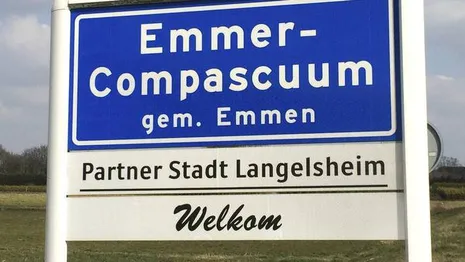 Emmer-
Compascuum
gem. Emmen
Partner Stadt Langelsheim
Welkom